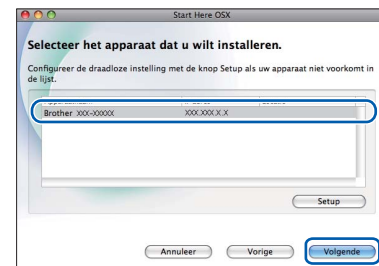 Start Here OSX
Selecteer het apparaat dat u wilt installeren.
Configureer de draadloze instelling met de knop Setup als uw apparaat niet voorkomt in
de lijst.
Brother XXX-XXXXX XXX.XXX.X.X
Setup
Annuleer Vorige Volgende